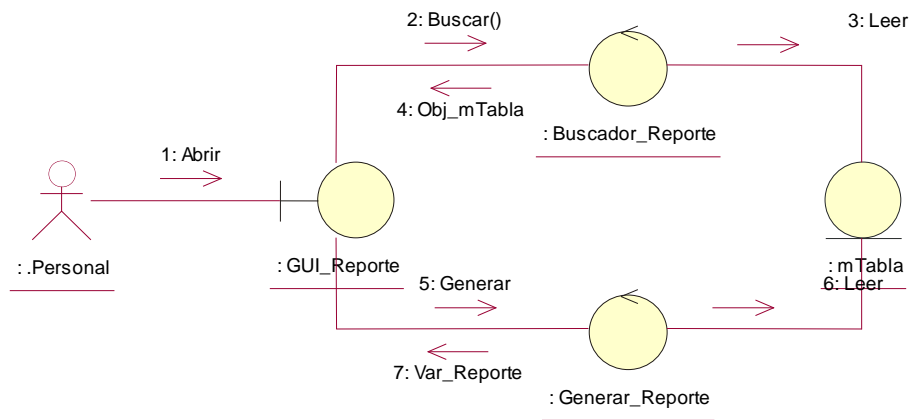 2: Buscar()
3: Leer
4: Obj_mTabla
: Buscador_Reporte
1: Abrir
: .Personal
: GUI_Reporte
: mTabla
5: Generar
6: Leer
7: Var_Reporte
: Generar_Reporte